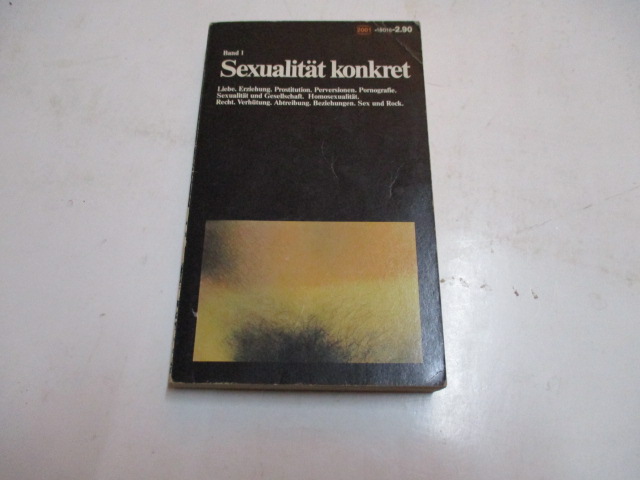 2001 2.90
Band 1
Sexualität konkret
Liebe. Erziehung. Prostitution. Perversionen. Pornografie.
Sexualität und Gesellschaft. Homosexualität.
Recht. Verhütung. Abtreibung. Beziehungen. Sex und Rock.